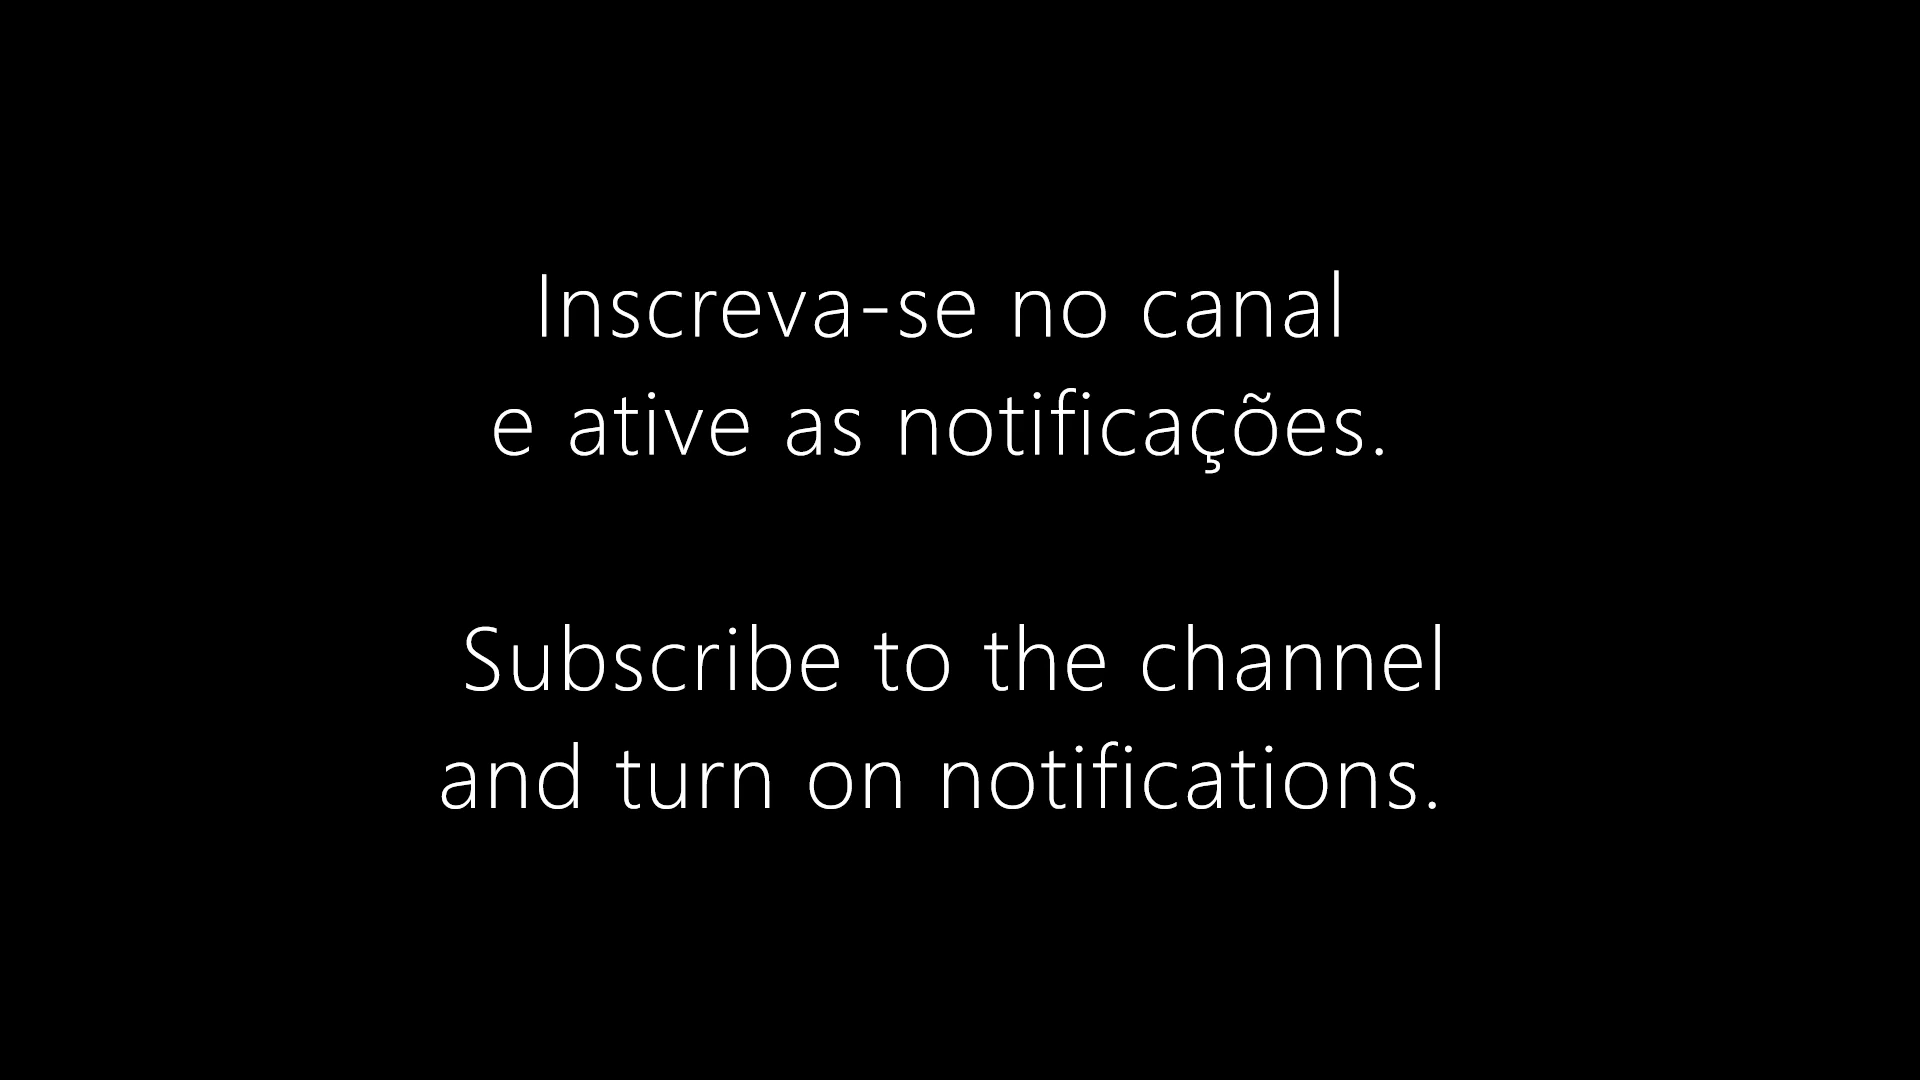 Inscreva-se no canal
e ative as notificações.
Subscribe to the channel
and turn on notifications.